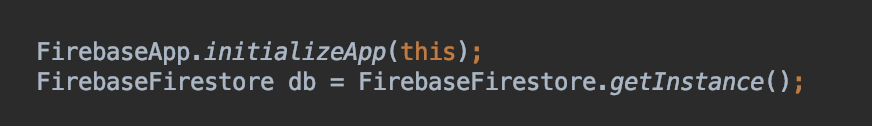 FirebaseApp.initializeApp(this);
FirebaseFirestore db = FirebaseFirestore.getInstance();